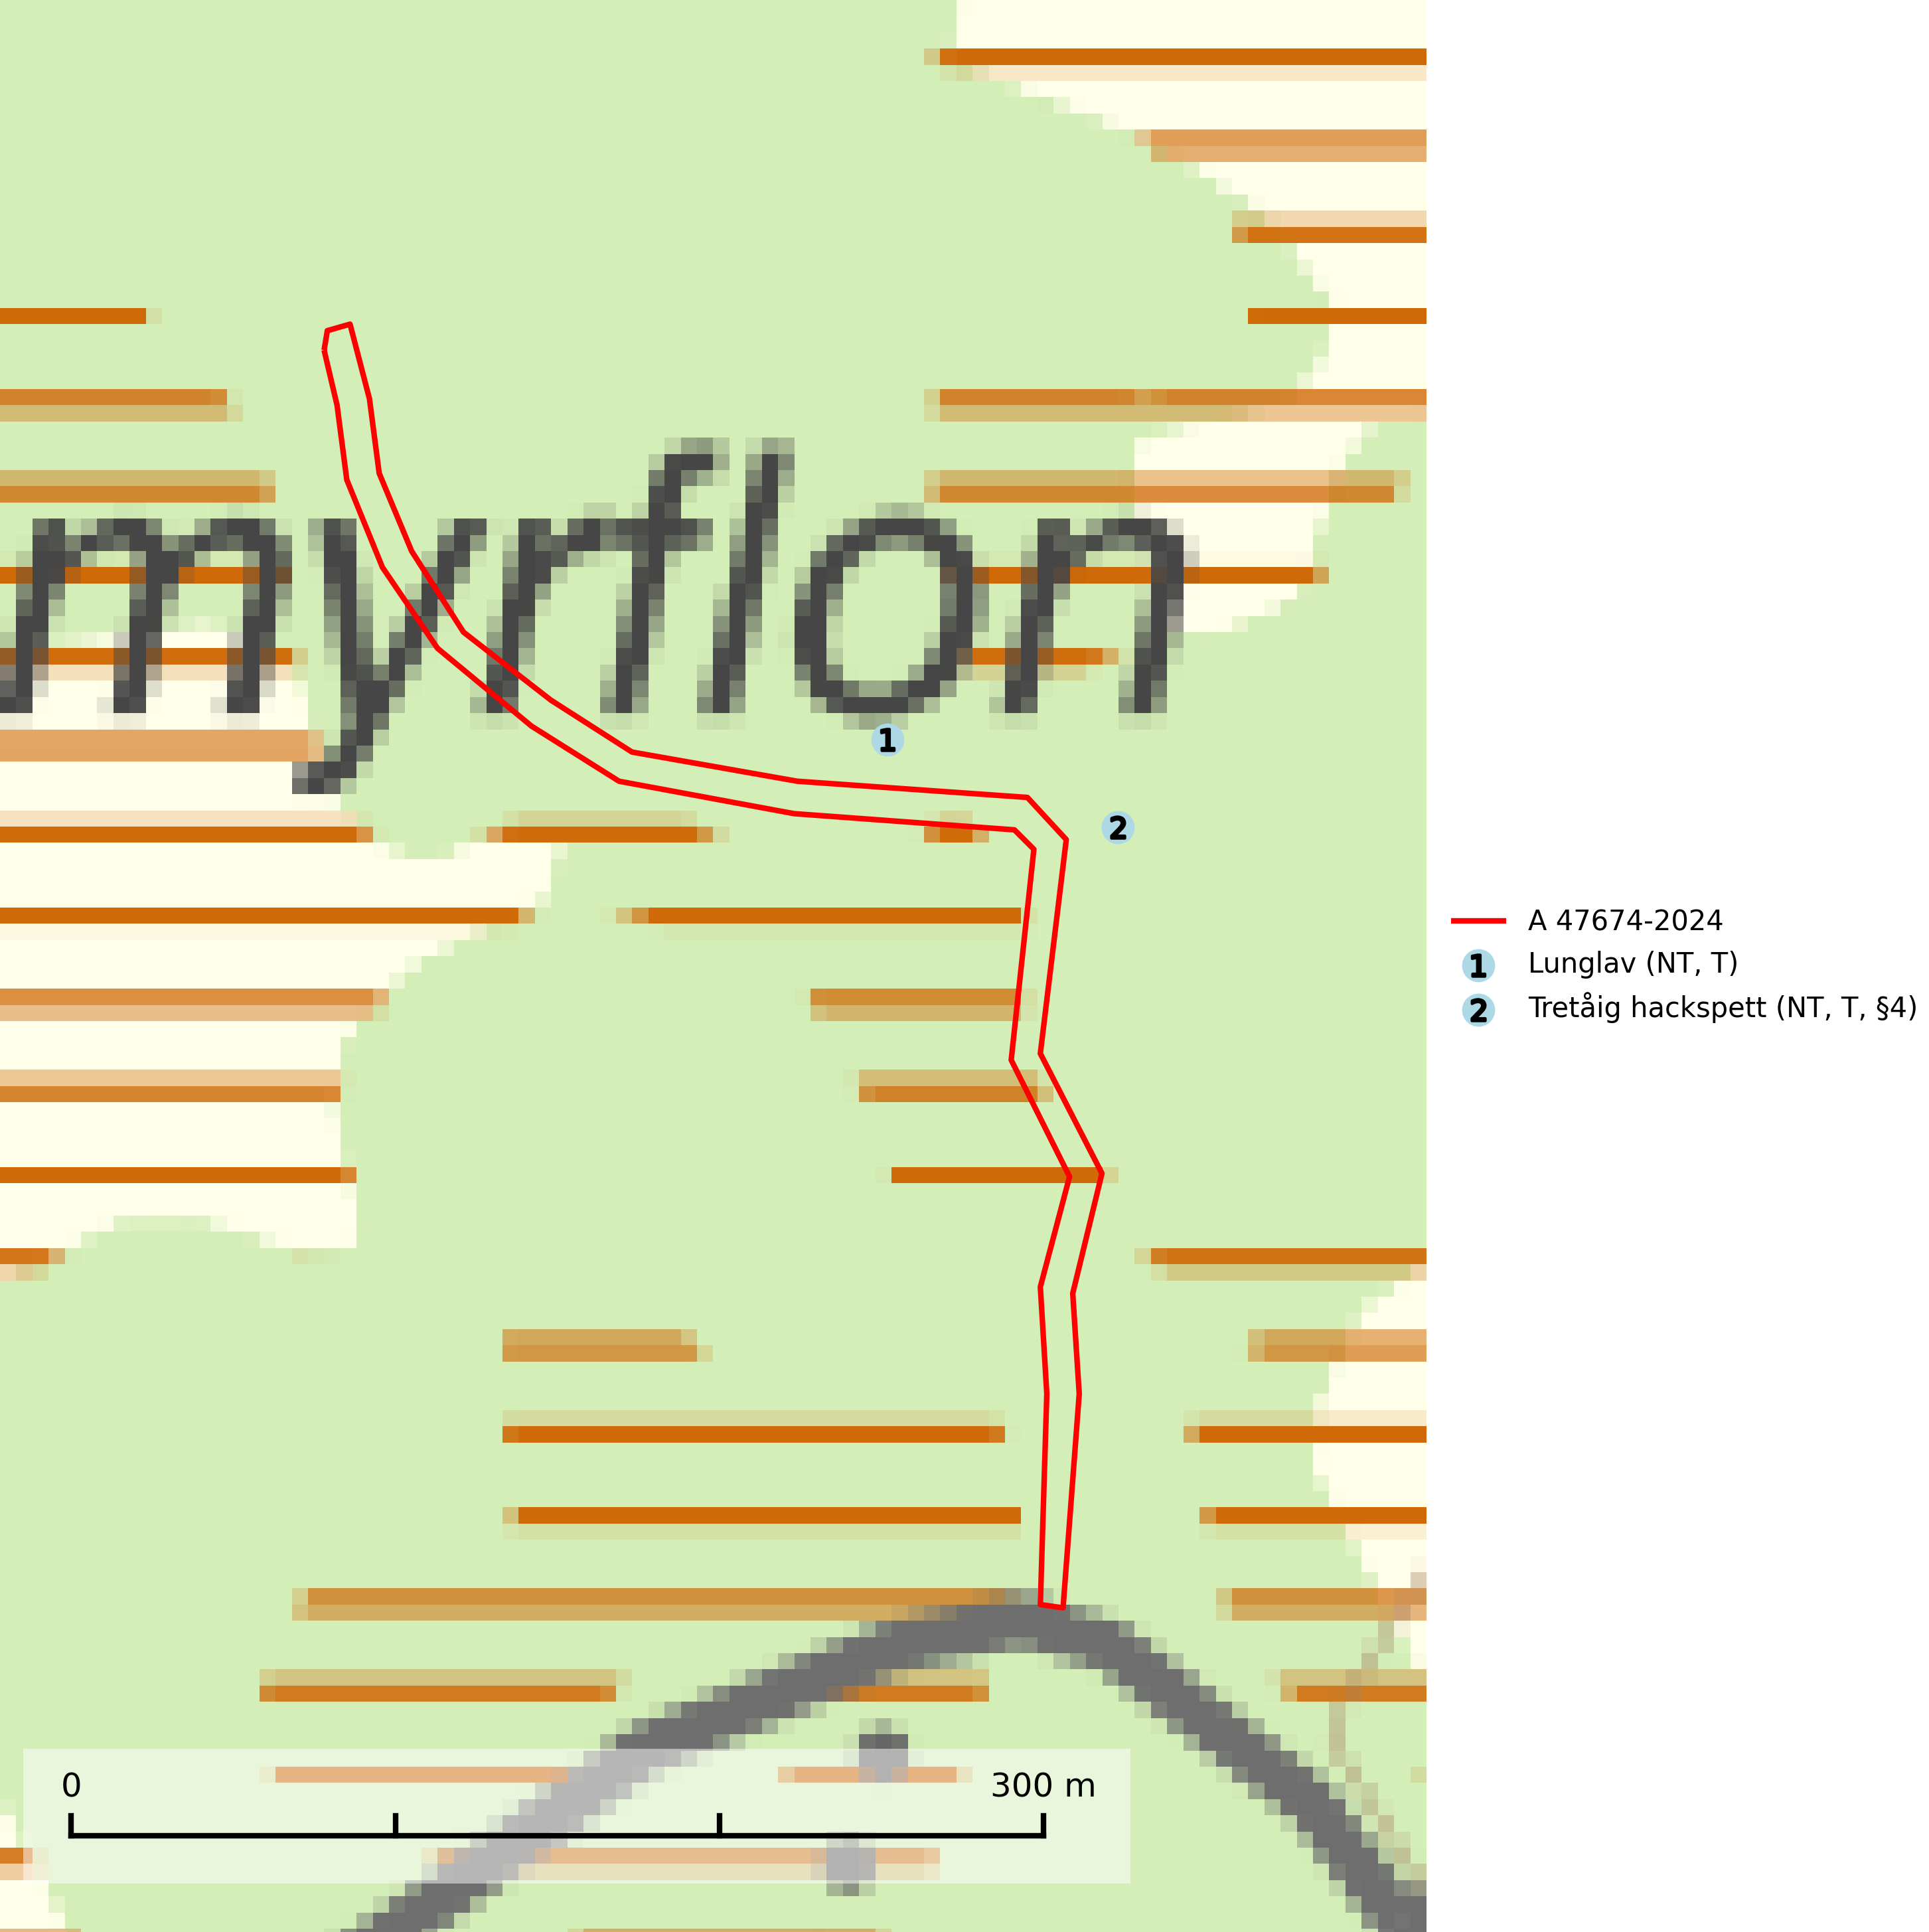 myrflon
1
2
A 47674-2024
1 Lunglav (NT, T)
2 Tretåig hackspett (NT, T, §4)
0 300 m